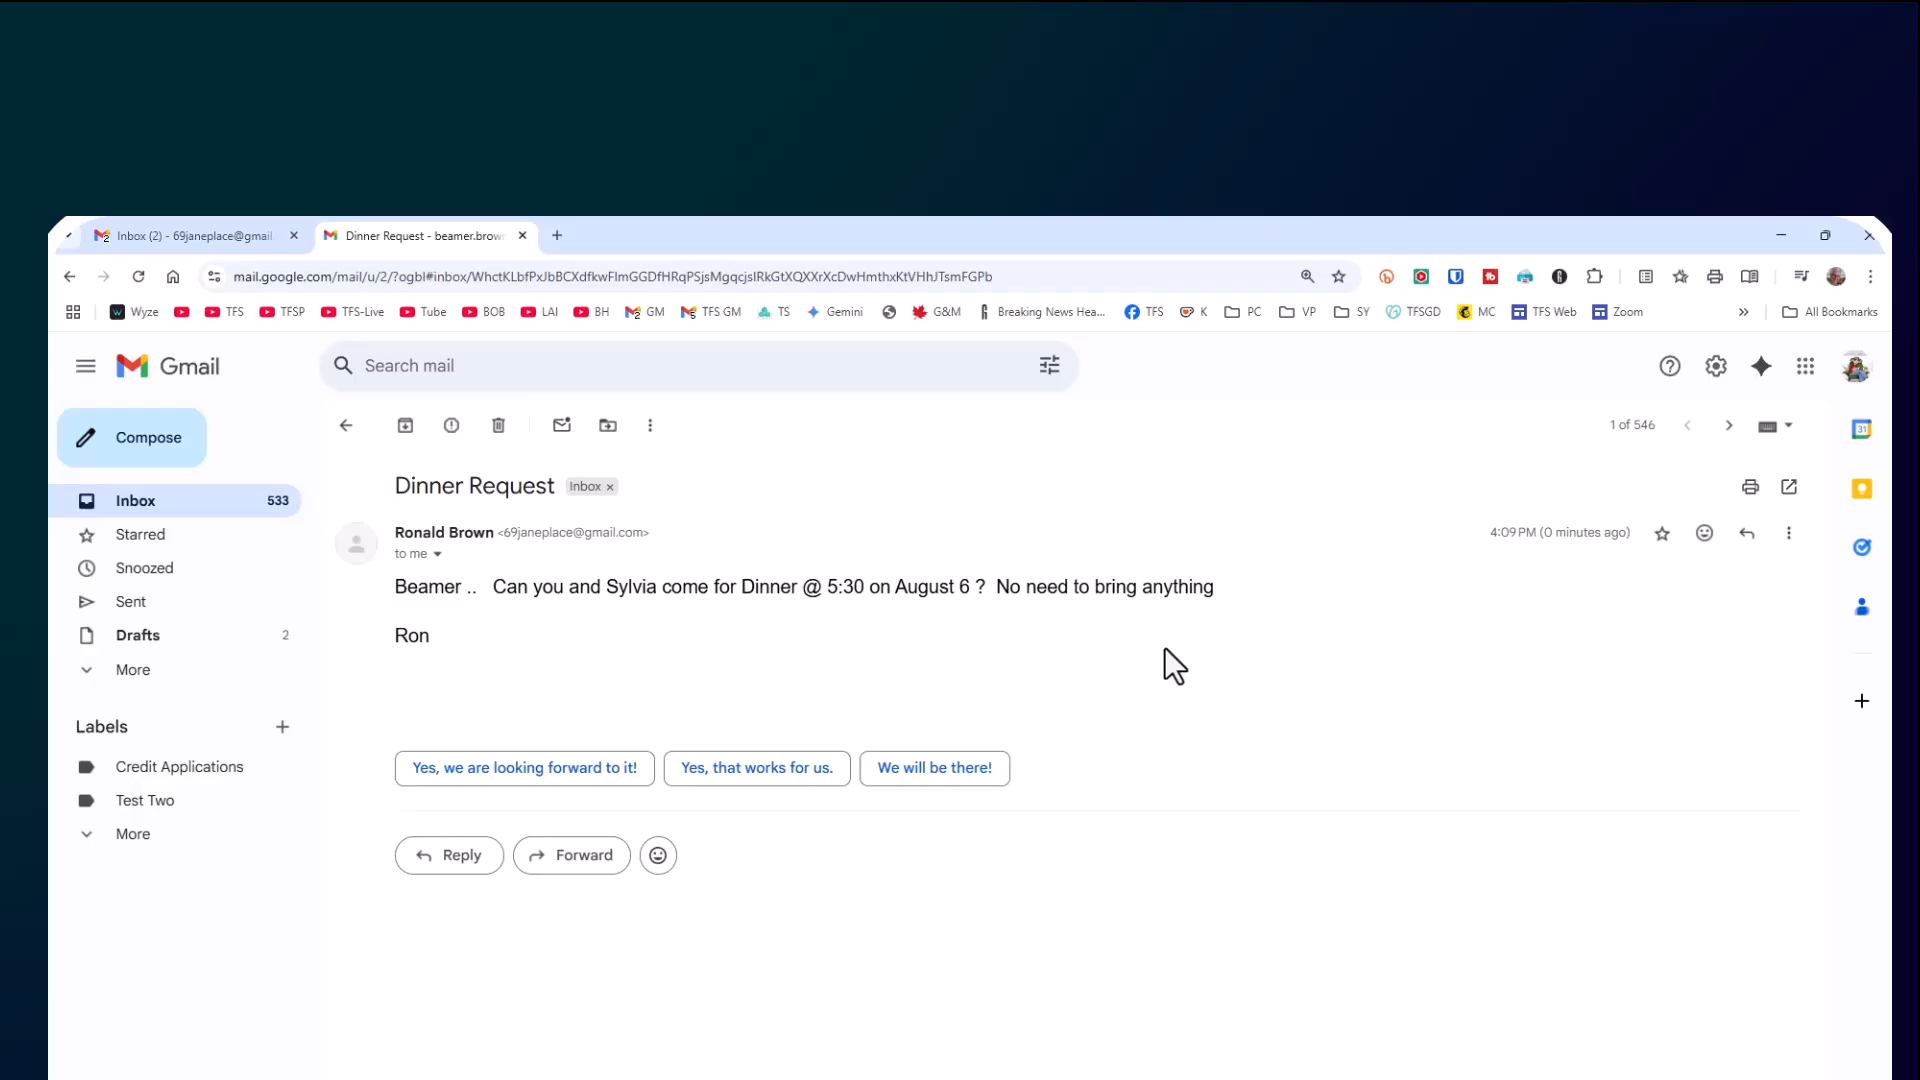 Inbox (2) - 69janeplace@gmail.
Dinner Request - beamer.brow
mail.google.com/mail/u/2/?ogbl#inbox/WhctKLbfPxJbBCXdfkwFlmGGDfHRqPSjsMgqcjsIRkGtXQXXrXcDwHmthxKtVHhJTsmFGPb
Wyze TFS TFSP TFS-Live Tube BOB LAI BH GM TFS GM TS Gemini G&M Breaking News Hea... TFS K PC VP SY TFSGD MC TFS Web Zoom » All Bookmarks
Gmail
Search mail
Compose
1 of 546
Inbox 533
Starred
Snoozed
Sent
Drafts 2
More
Labels
Credit Applications
Test Two
More
Dinner Request Inbox ×
Ronald Brown <69janeplace@gmail.com>
4:09 PM (0 minutes ago)
to me
Beamer .. Can you and Sylvia come for Dinner @ 5:30 on August 6 ? No need to bring anything
Ron
Yes, we are looking forward to it! Yes, that works for us. We will be there!
Reply Forward
31